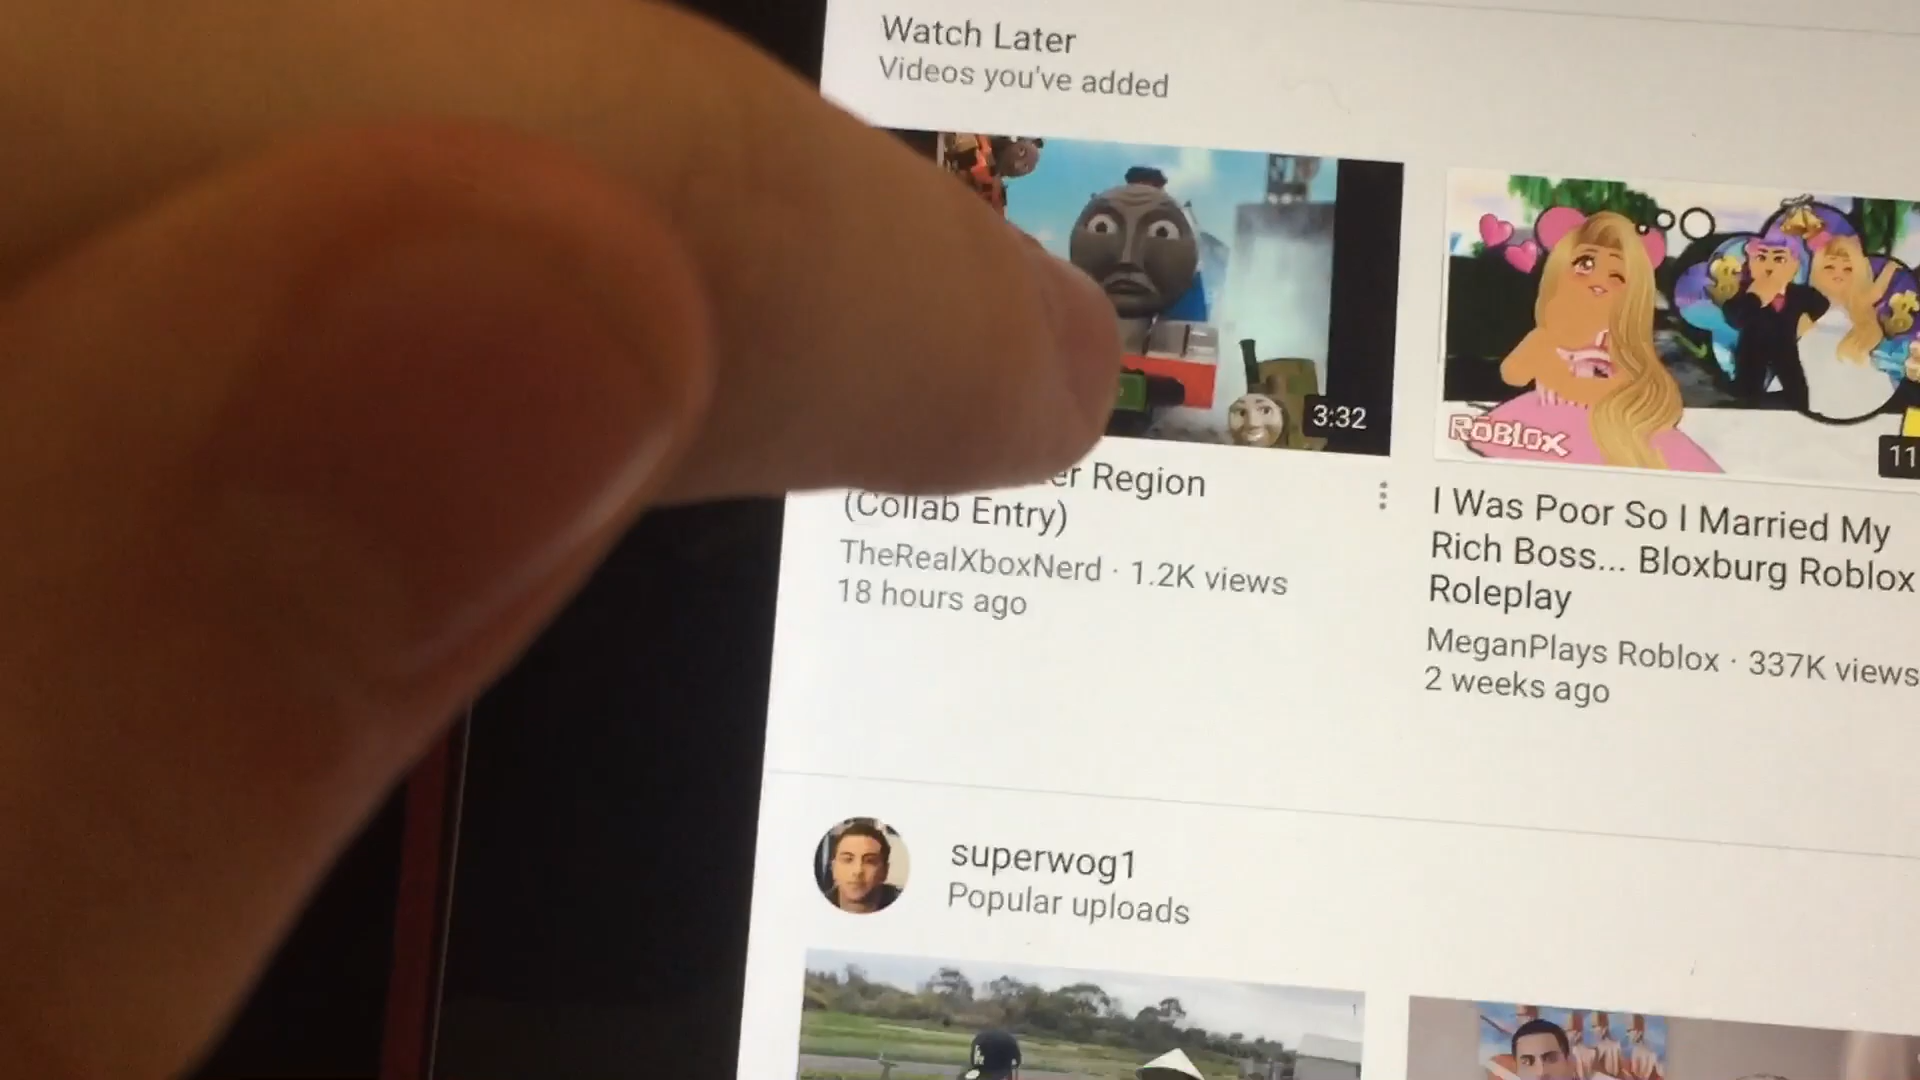 Watch Later
Videos you've added
3:32
ROBLOX
11
er Region
(Collab Entry)
TheRealXboxNerd · 1.2K views
18 hours ago
I Was Poor So I Married My
Rich Boss... Bloxburg Roblox
Roleplay
MeganPlays Roblox · 337K views
2 weeks ago
superwog1
Popular uploads